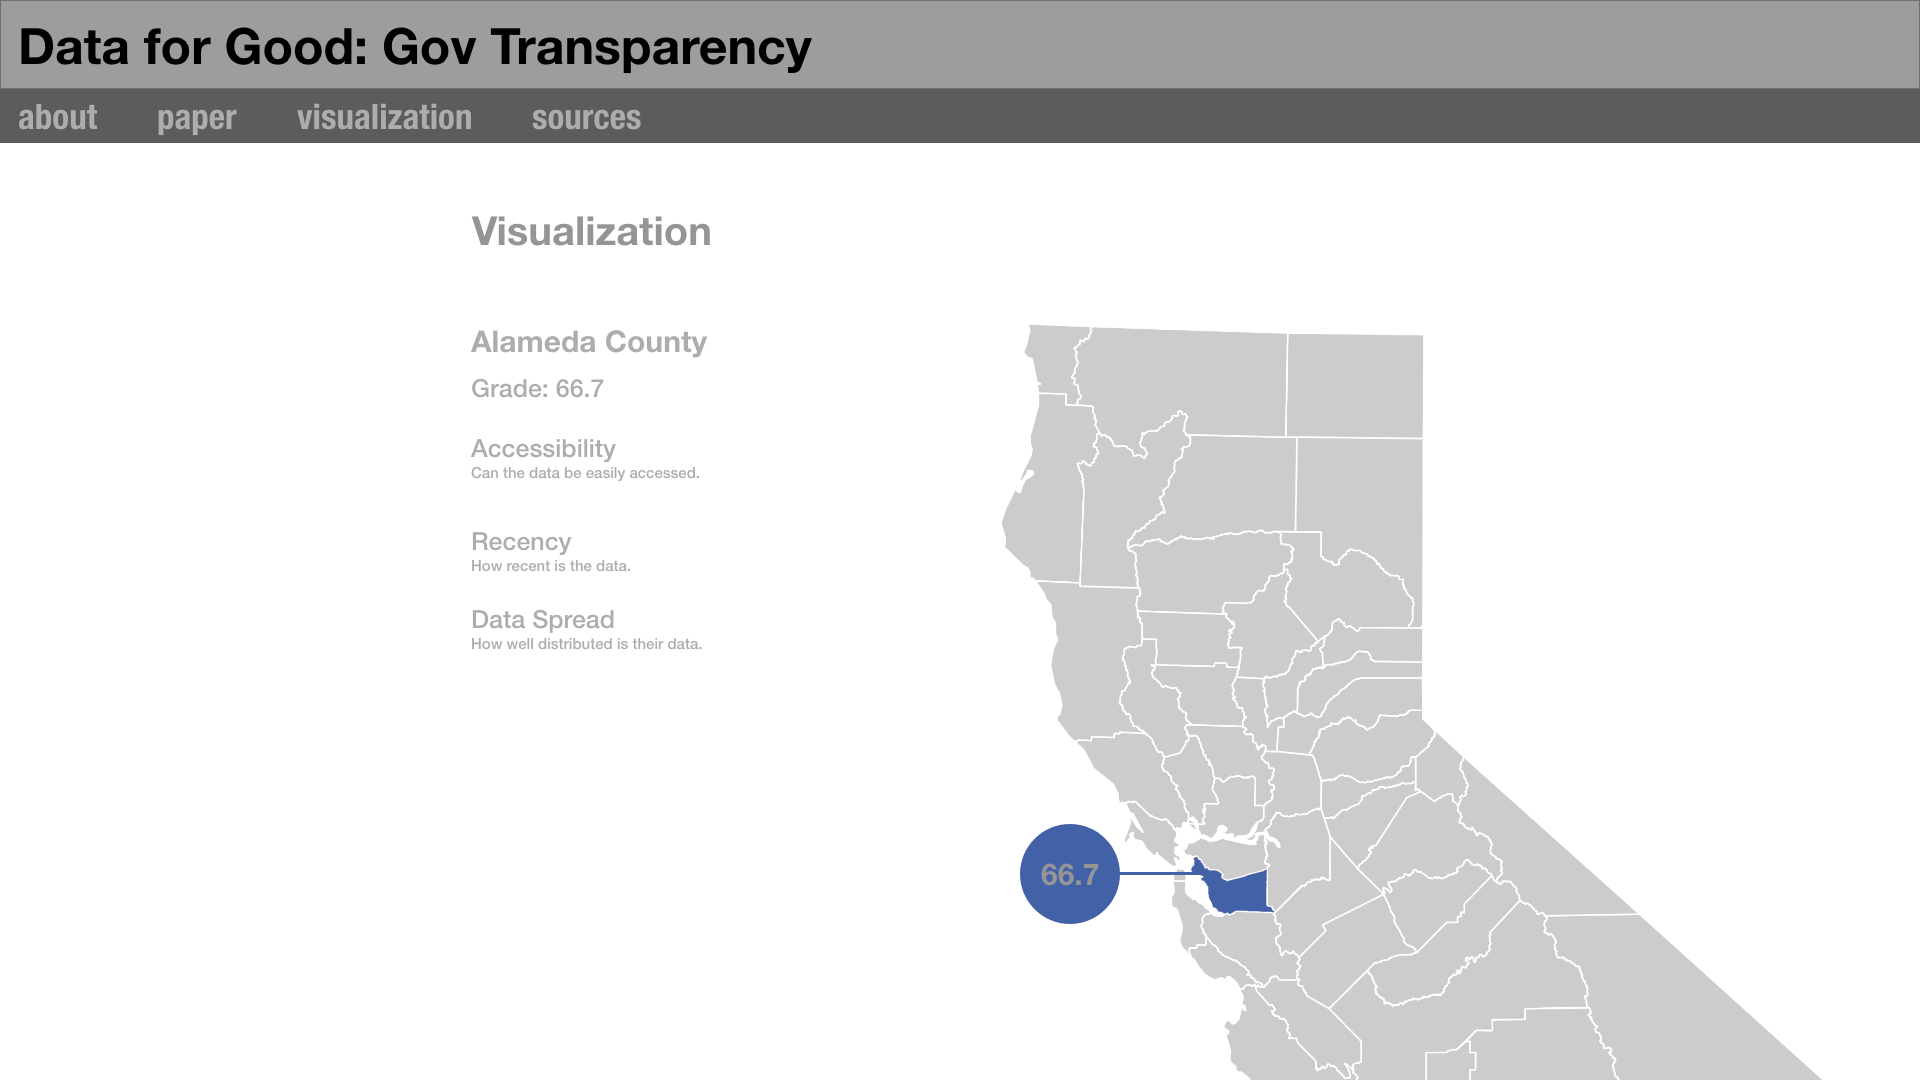 Data for Good: Gov Transparency
about paper visualization sources
Visualization
Alameda County
Grade: 66.7
Accessibility
Can the data be easily accessed.
Recency
How recent is the data.
Data Spread
How well distributed is their data.
66.7